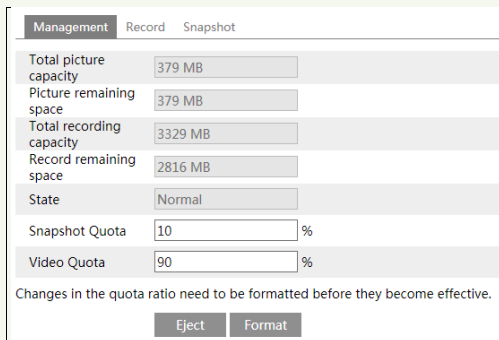 Management Record Snapshot
Total picture
capacity
379 MB
Picture remaining
space
379 MB
Total recording
capacity
3329 MB
Record remaining
space
2816 MB
State
Normal
Snapshot Quota
10
%
Video Quota
90
%
Changes in the quota ratio need to be formatted before they become effective.
Eject Format